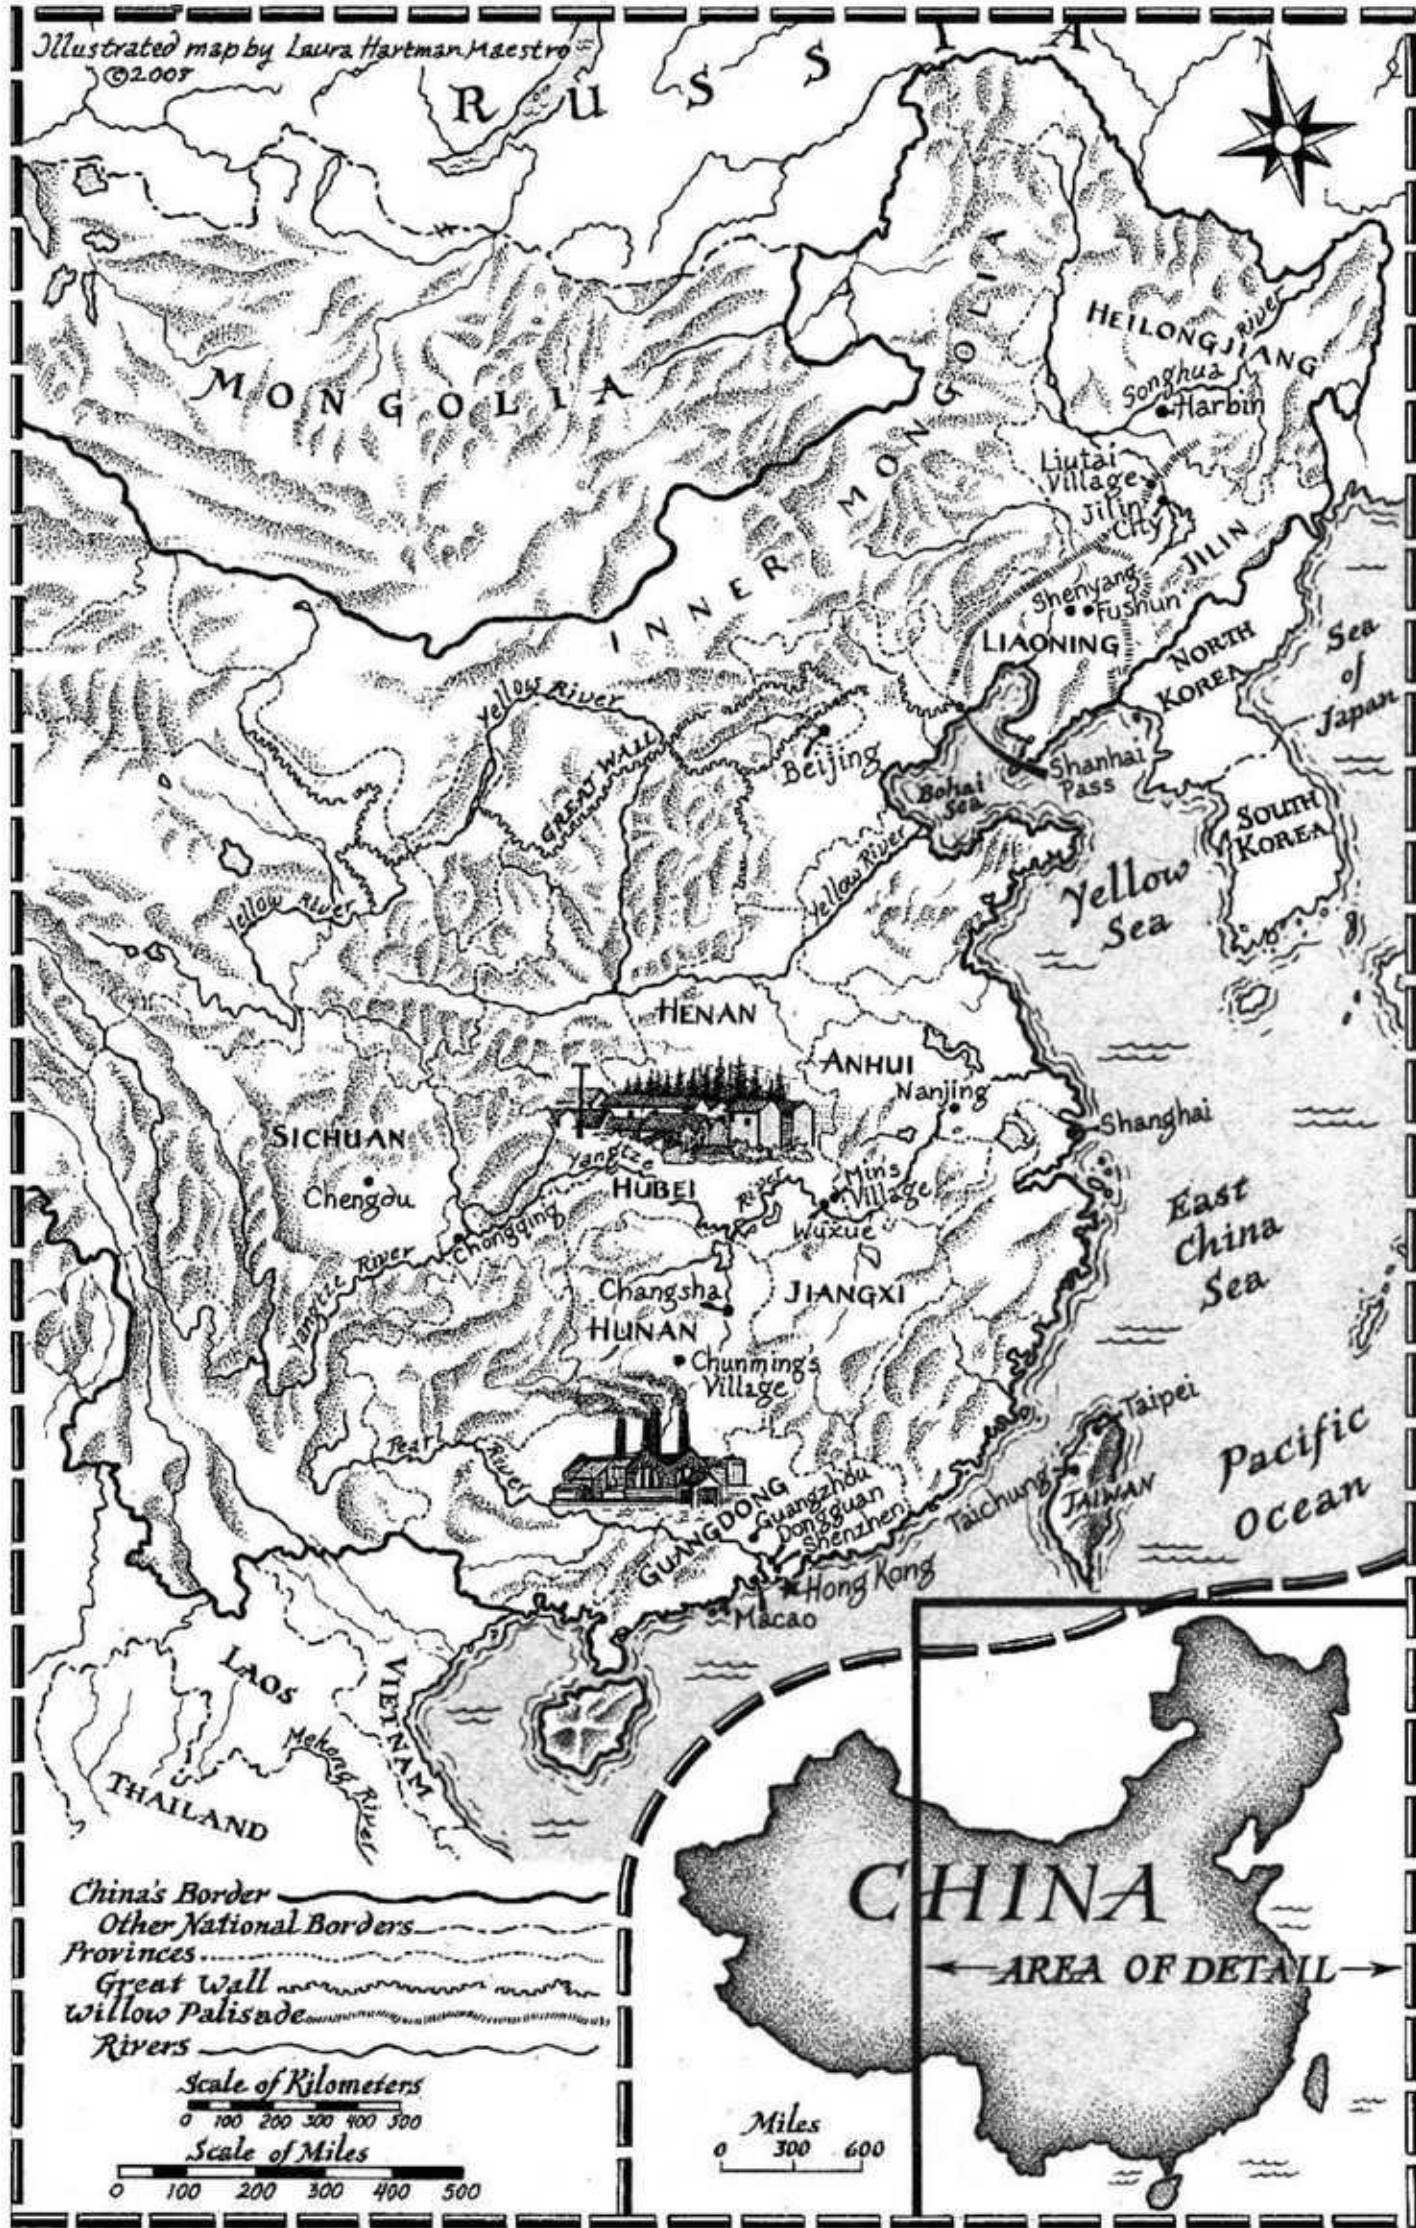 Illustrated map by Laura Hartman Maestro
©2008
RUSSIA
MONGOLIA
INNER MONGOLIA
HEILONGJIANG
Songhua River
Harbin
Liutai
Village
Jilin
City
JILIN
Shenyang
Fushun
LIAONING
NORTH
KOREA
Sea
of
Japan
Yellow River
GREAT WALL
Beijing
Bohai
Sea
Shanhai
Pass
SOUTH
KOREA
Yellow River
Yellow River
Yellow
Sea
HENAN
ANHUI
Nanjing
Shanghai
SICHUAN
Chengdu
Yangtze River
HUBEI
Min's
Village
Wuxue
Chongqing
Yangtze River
East
China
Sea
Changsha
JIANGXI
HUNAN
Chunming's
Village
Pearl River
GUANGDONG
Guangzhou
Dongguan
Shenzhen
Hong Kong
Macao
Taipei
Taichung
TAIWAN
Pacific
Ocean
LAOS
VIETNAM
Mekong River
THAILAND
China's Border
Other National Borders
Provinces
Great Wall
Willow Palisade
Rivers
Scale of Kilometers
0 100 200 300 400 500
Scale of Miles
0 100 200 300 400 500
CHINA
AREA OF DETAIL
Miles
0 300 600